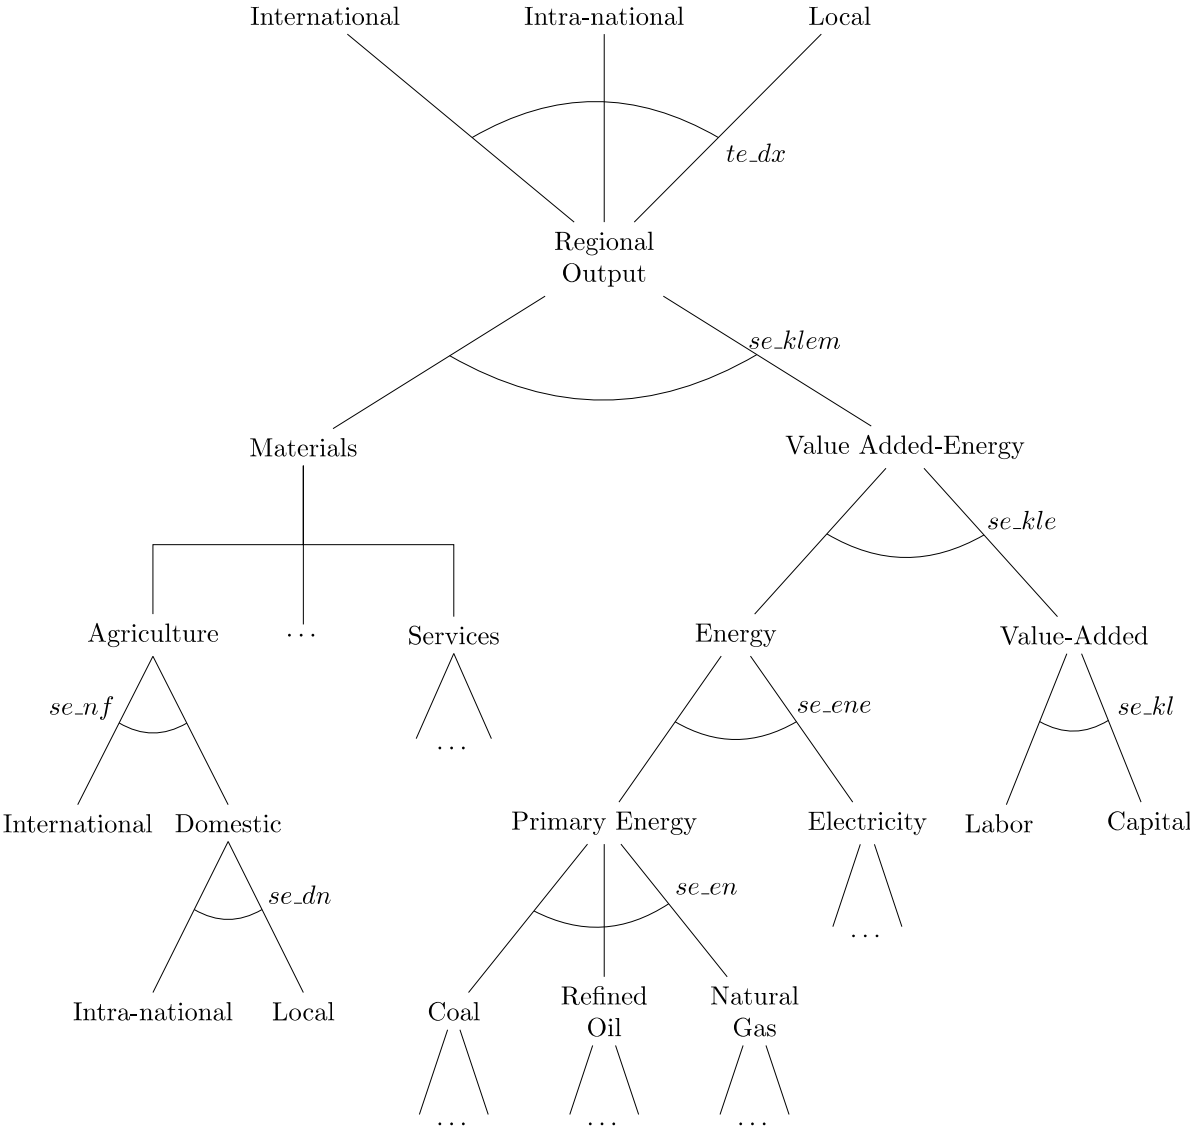 International Intra-national Local
te_dx
Regional
Output
se_klem
Materials Value Added-Energy
se_kle
Agriculture ... Services Energy Value-Added
se_nf se_ene se_kl
...
International Domestic Primary Energy Electricity Labor Capital
se_dn se_en
...
Intra-national Local Coal Refined
Oil Natural
Gas
... ... ...